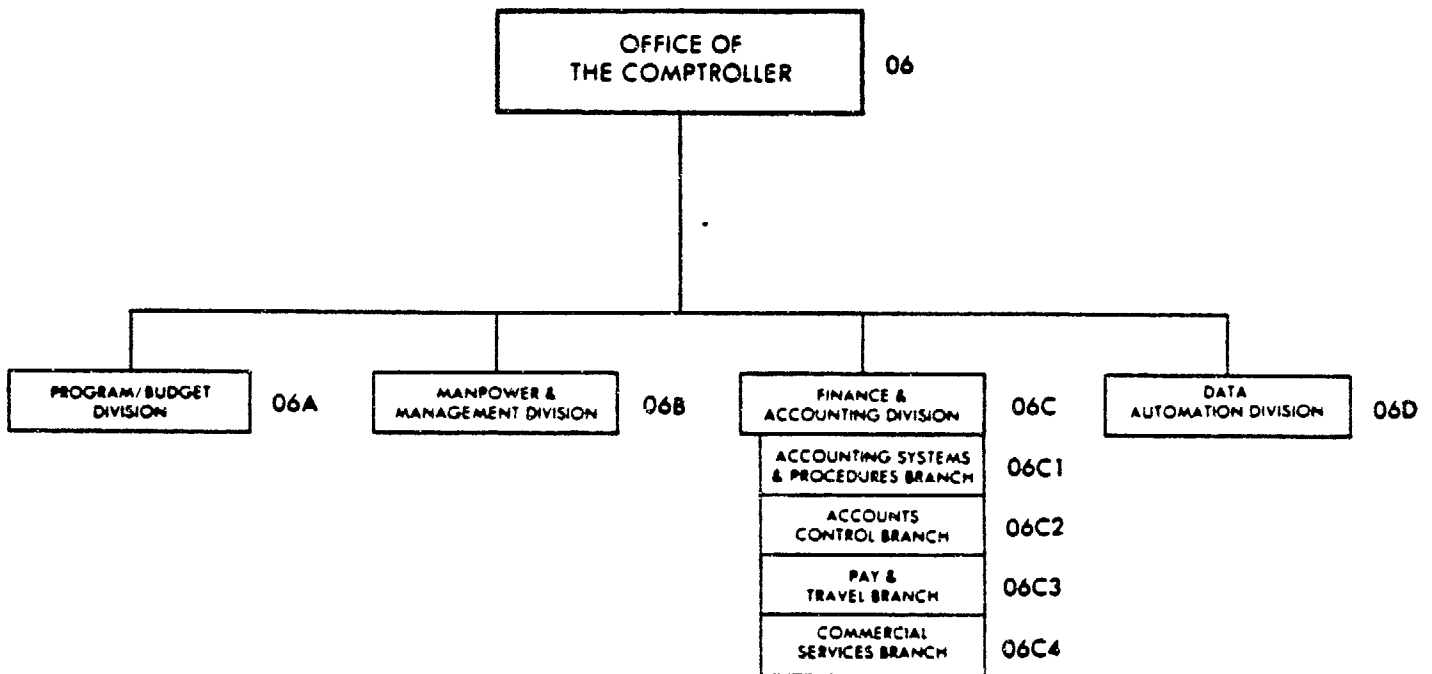 OFFICE OF
THE COMPTROLLER
06
PROGRAM/BUDGET
DIVISION
06A
MANPOWER &
MANAGEMENT DIVISION
06B
FINANCE &
ACCOUNTING DIVISION
06C
DATA
AUTOMATION DIVISION
06D
ACCOUNTING SYSTEMS
& PROCEDURES BRANCH
06C1
ACCOUNTS
CONTROL BRANCH
06C2
PAY &
TRAVEL BRANCH
06C3
COMMERCIAL
SERVICES BRANCH
06C4